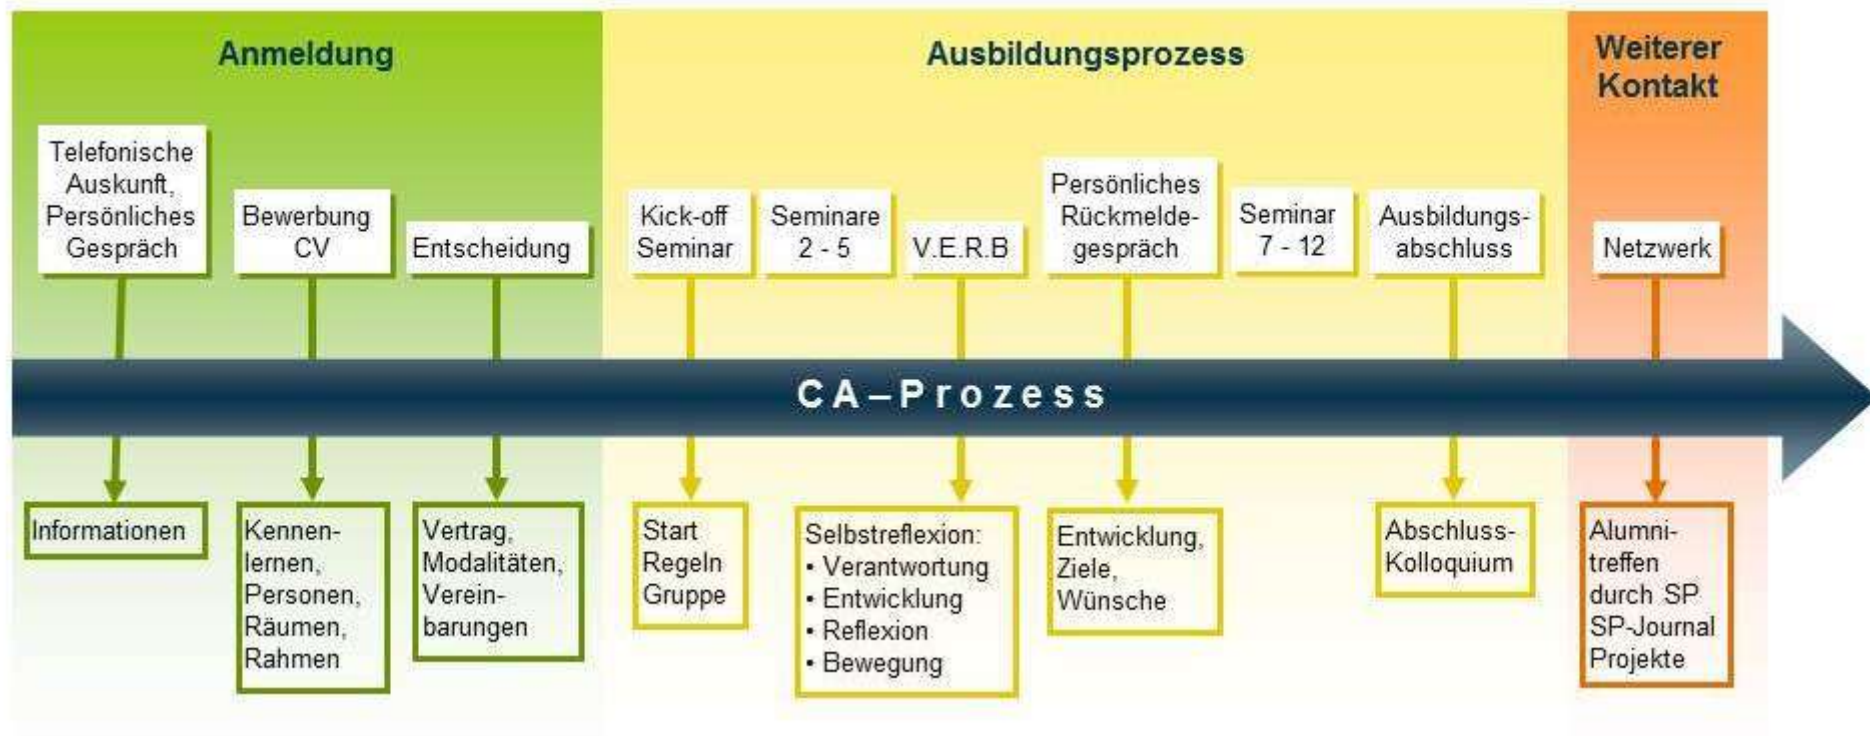 Anmeldung
Ausbildungsprozess
Weiterer
Kontakt
Telefonische
Auskunft,
Persönliches
Gespräch
Bewerbung
CV
Entscheidung
Kick-off
Seminar
Seminare
2 - 5
V.E.R.B
Persönliches
Rückmelde-
gespräch
Seminar
7 - 12
Ausbildungs-
abschluss
Netzwerk
CA–Prozess
Informationen
Kennen-
lernen,
Personen,
Räumen,
Rahmen
Vertrag,
Modalitäten,
Verein-
barungen
Start
Regeln
Gruppe
Selbstreflexion:
• Verantwortung
• Entwicklung
• Reflexion
• Bewegung
Entwicklung,
Ziele,
Wünsche
Abschluss-
Kolloquium
Alumni-
treffen
durch SP
SP-Journal
Projekte